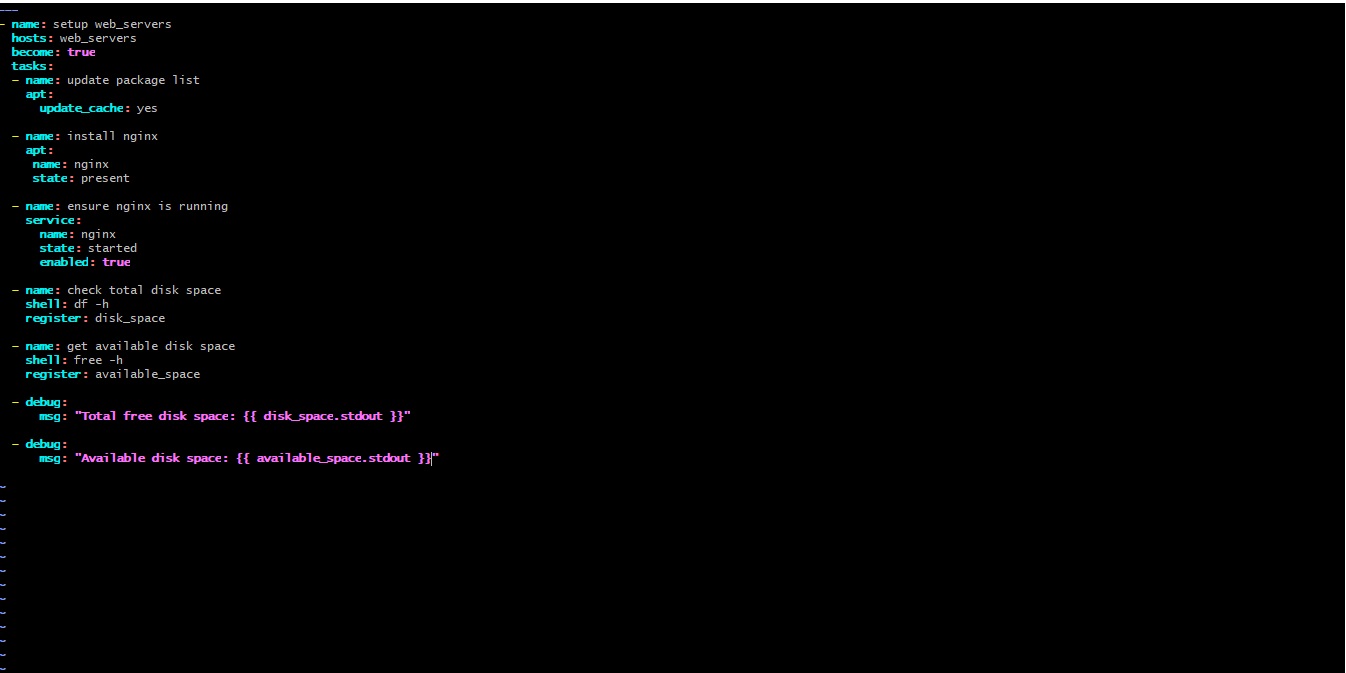 ---
- name: setup web_servers
  hosts: web_servers
  become: true
  tasks:
  - name: update package list
    apt:
      update_cache: yes

  - name: install nginx
    apt:
     name: nginx
     state: present

  - name: ensure nginx is running
    service:
      name: nginx
      state: started
      enabled: true

  - name: check total disk space
    shell: df -h
    register: disk_space

  - name: get available disk space
    shell: free -h
    register: available_space

  - debug:
      msg: "Total free disk space: {{ disk_space.stdout }}"

  - debug:
      msg: "Available disk space: {{ available_space.stdout }}"

~
~
~
~
~
~
~
~
~
~
~
~
~
~